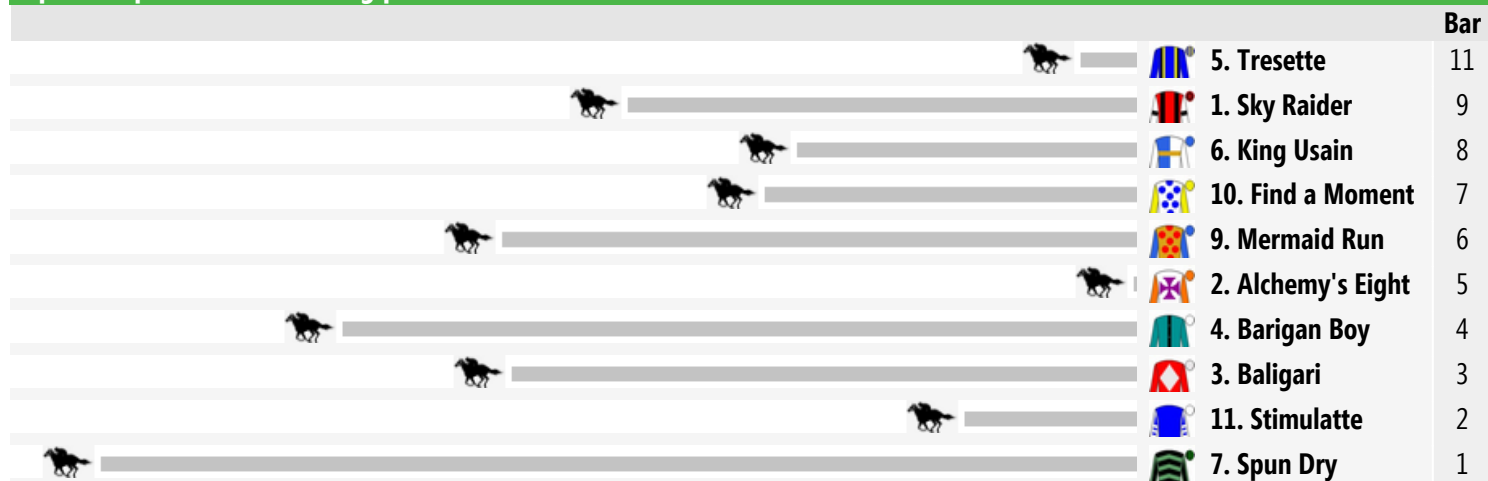 Bar
5. Tresette 11
1. Sky Raider 9
6. King Usain 8
10. Find a Moment 7
9. Mermaid Run 6
2. Alchemy's Eight 5
4. Barigan Boy 4
3. Baligari 3
11. Stimulatte 2
7. Spun Dry 1